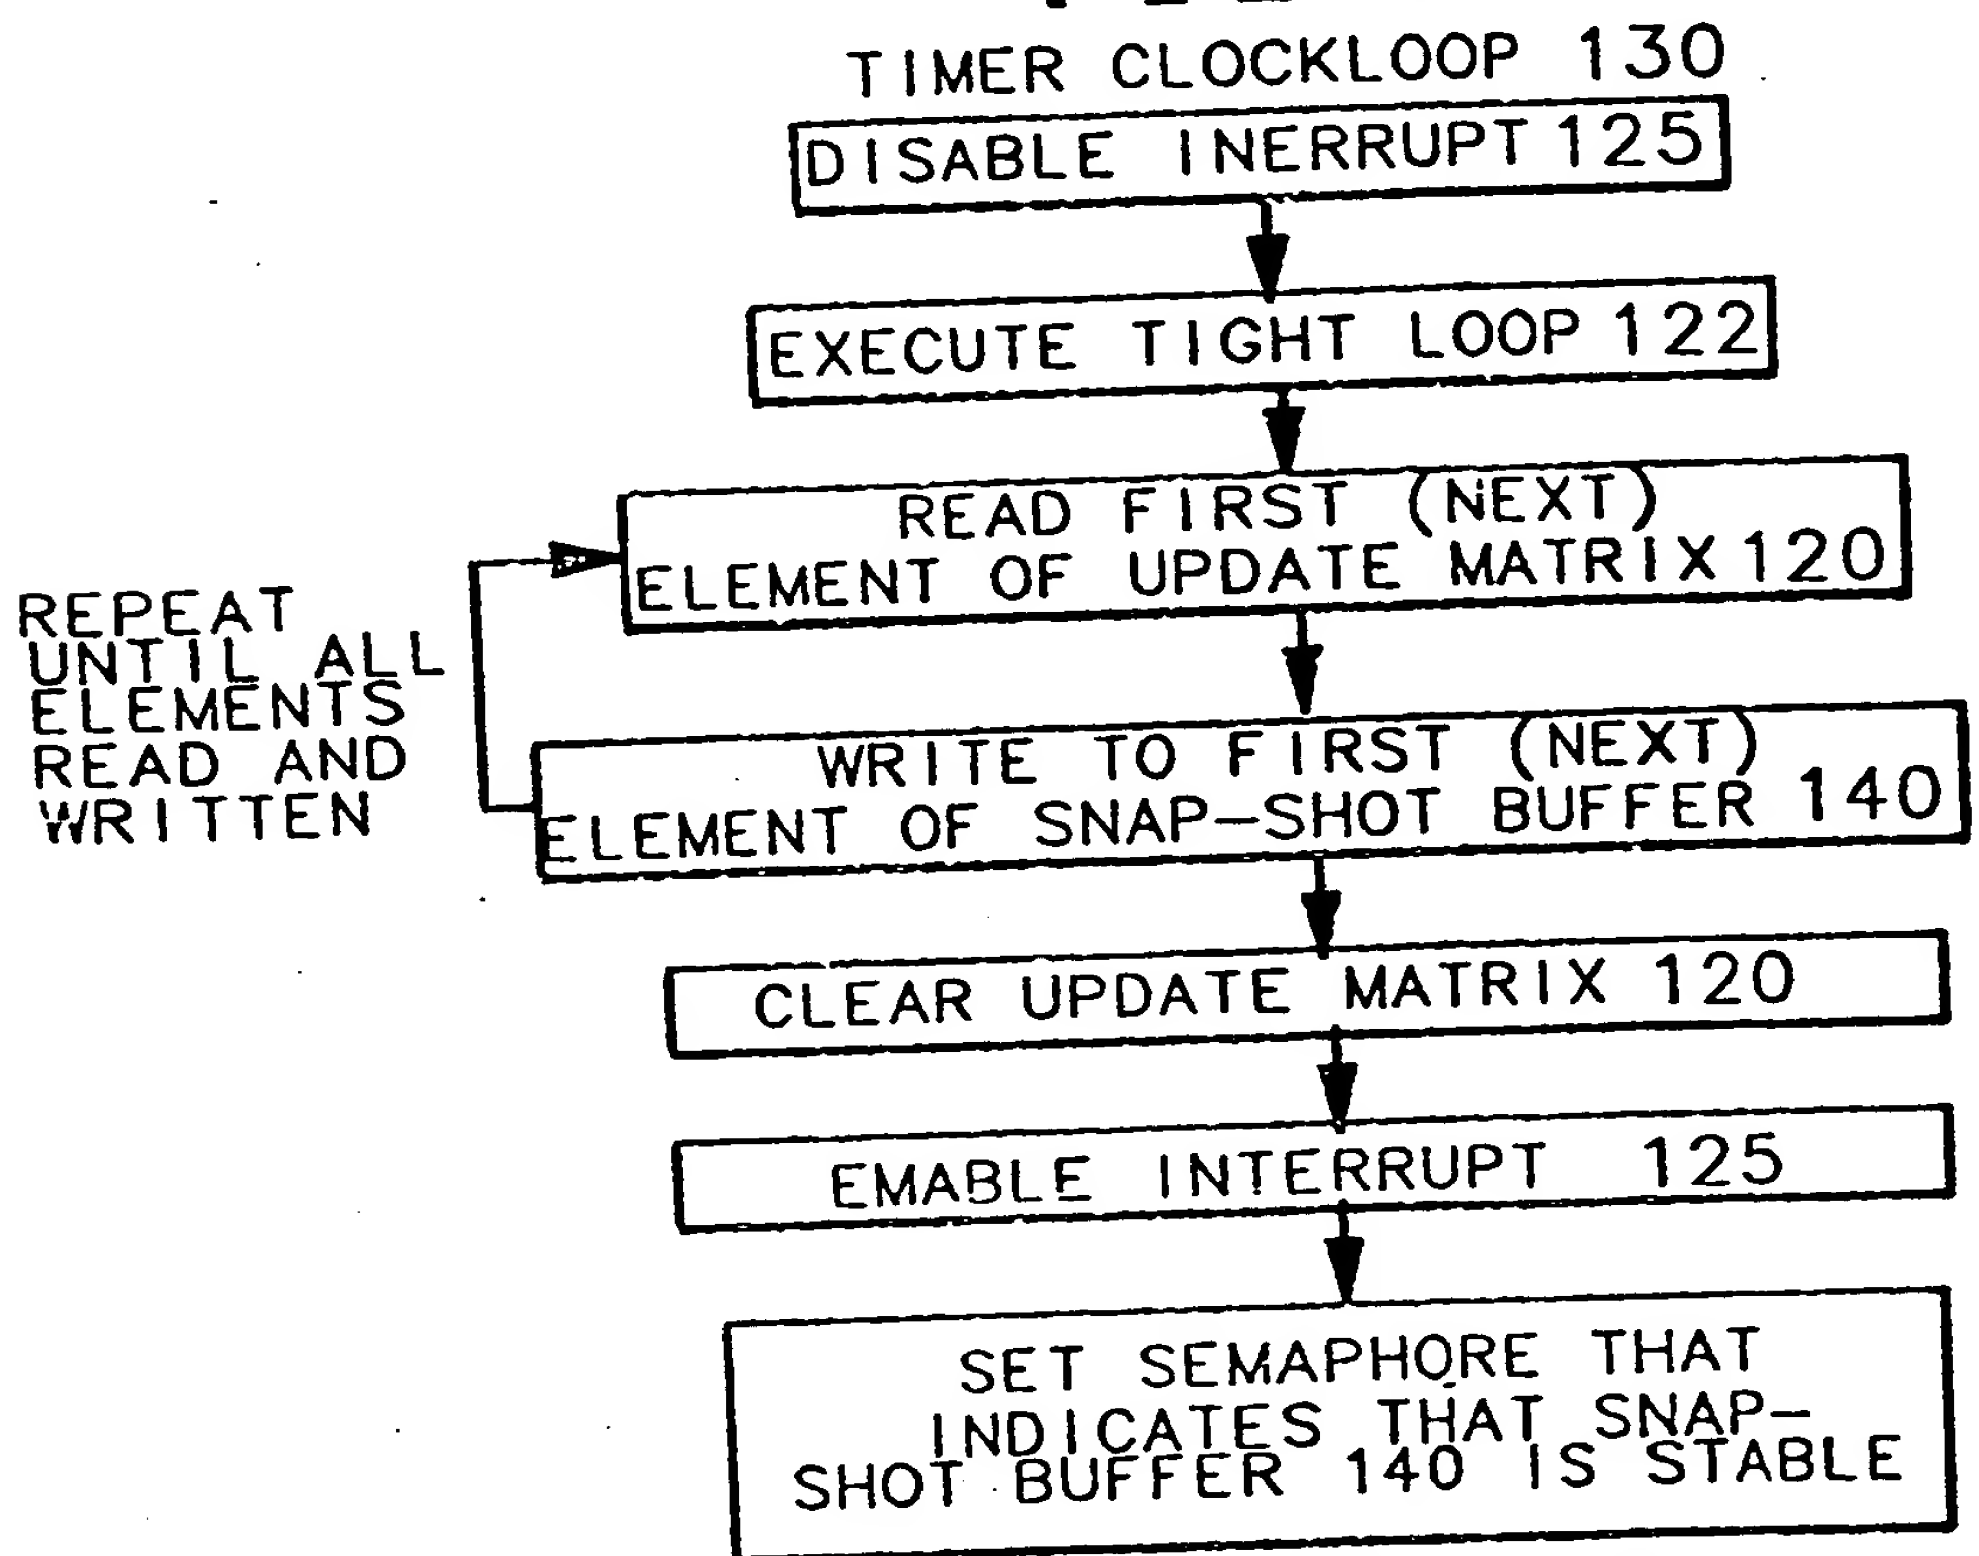 TIMER CLOCKLOOP 130
DISABLE INERRUPT 125
EXECUTE TIGHT LOOP 122
READ FIRST (NEXT)
ELEMENT OF UPDATE MATRIX 120
REPEAT
UNTIL ALL
ELEMENTS
READ AND
WRITTEN
WRITE TO FIRST (NEXT)
ELEMENT OF SNAP-SHOT BUFFER 140
CLEAR UPDATE MATRIX 120
EMABLE INTERRUPT 125
SET SEMAPHORE THAT
INDICATES THAT SNAP-
SHOT BUFFER 140 IS STABLE